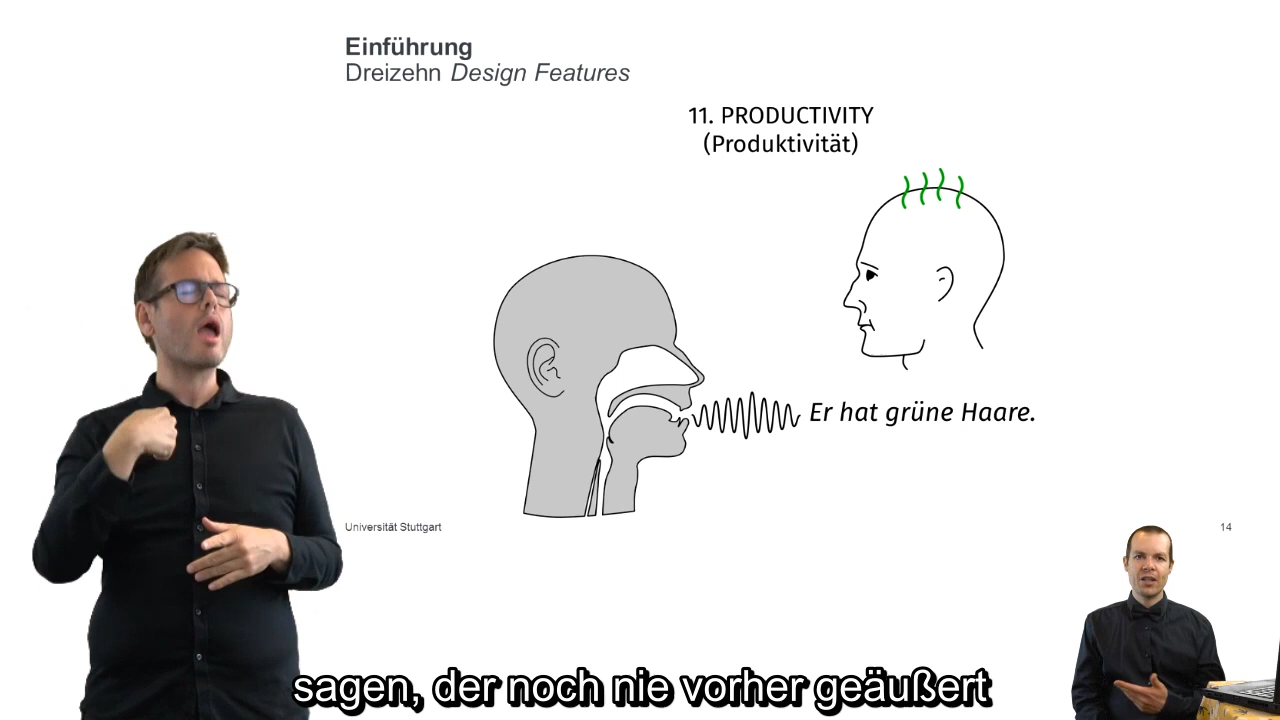 Einführung
Dreizehn Design Features
11. PRODUCTIVITY
(Produktivität)
Er hat grüne Haare.
Universität Stuttgart
14
sagen, der noch nie vorher geäußert